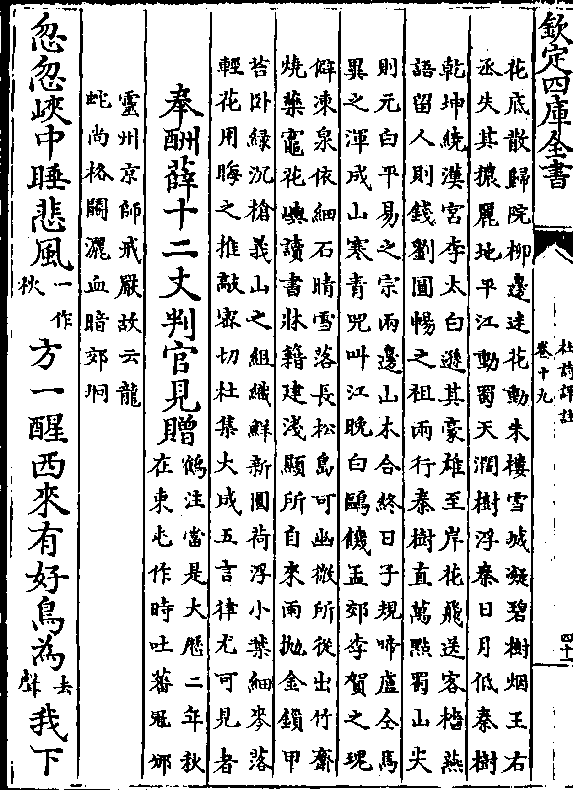 欽定四庫全書
杜詩詳註
卷十九
四十一
花底散歸院柳邊迷花動朱樓雪城凝碧樹烟王右
丞失其穠麗地平江動蜀天濶樹浮秦日月低秦樹
乾坤繞漢宮李太白遜其豪雄至岸花飛送客檣燕
語留人則錢劉圓暢之祖兩行秦樹直萬點蜀山尖
則元白平易之宗兩邊山木合終日子規啼盧仝馬
異之渾成山寒青兕叫江晚白鷗饑孟郊李賀之瑰
僻凍泉依細石晴雪落長松島可幽微所從出竹齋
燒藥竈花嶼讀書牀籍建淺顯所自來雨抛金鎖甲
苔卧緑沉槍義山之組織鮮新圓荷浮小葉細麥落
輕花用晦之推敲密切杜集大成五言律尤可見者
奉酬薛十二丈判官見贈
鶴注當是大厯二年秋
在東屯作時吐蕃冦邠
靈州京師戒嚴故云龍
蛇尚格鬬灑血暗郊坰
忽忽峽中睡悲風一作秋方一醒西來有好鳥為去聲我下